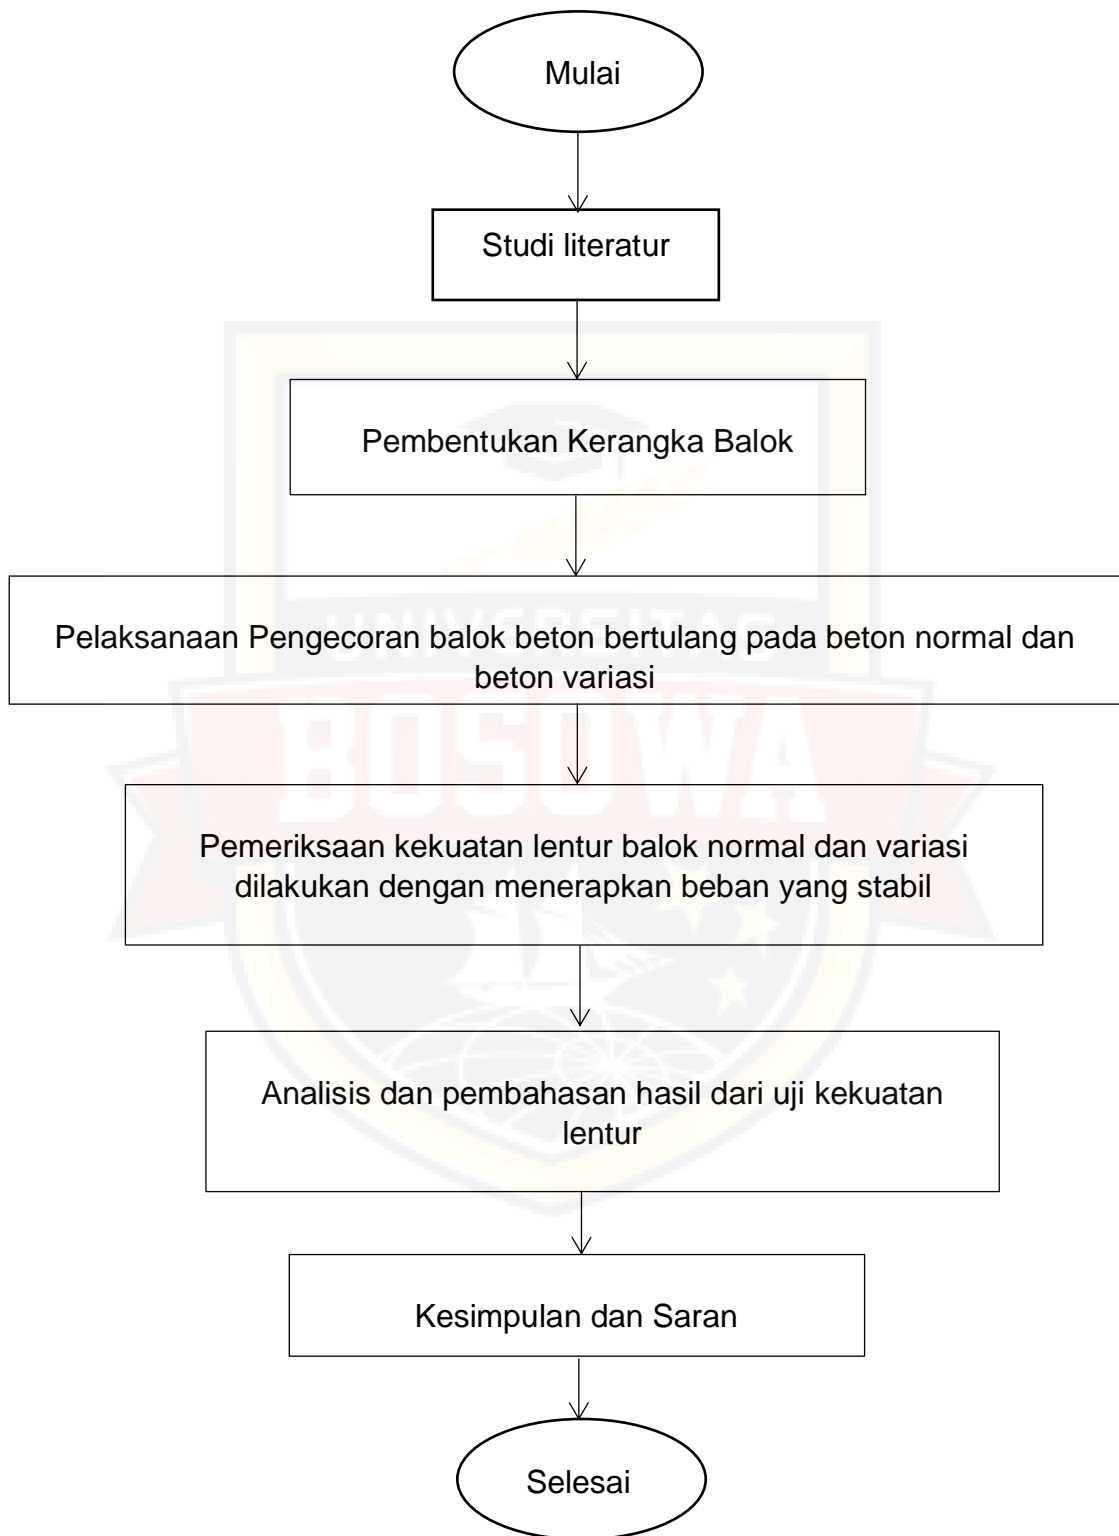 Mulai
Studi literatur
Pembentukan Kerangka Balok
UNIVERSITAS
Pelaksanaan Pengecoran balok beton bertulang pada beton normal dan
beton variasi
BOSOWA
Pemeriksaan kekuatan lentur balok normal dan variasi
dilakukan dengan menerapkan beban yang stabil
Analisis dan pembahasan hasil dari uji kekuatan
lentur
Kesimpulan dan Saran
Selesai